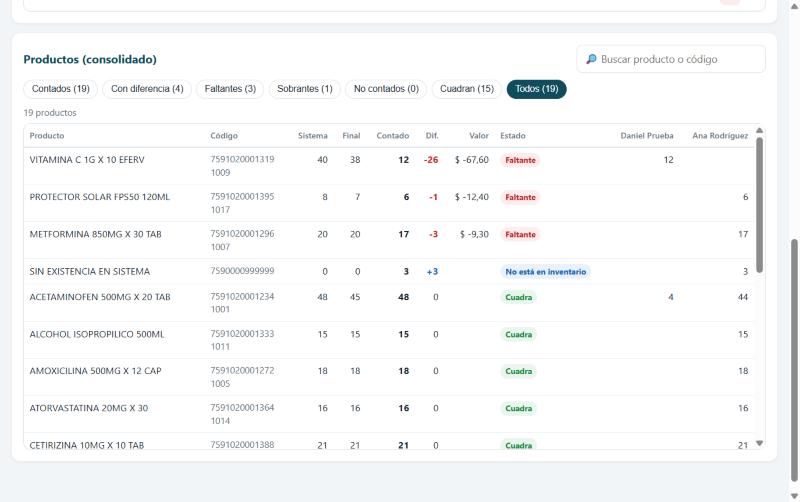 Productos (consolidado)
Buscar producto o código
Contados (19) Con diferencia (4) Faltantes (3) Sobrantes (1) No contados (0) Cuadran (15) Todos (19)
19 productos
Producto Código Sistema Final Contado Dif. Valor Estado Daniel Prueba Ana Rodríguez
VITAMINA C 1G X 10 EFERV 7591020001319 40 38 12 -26 $ -67,60 Faltante 12
1009
PROTECTOR SOLAR FPS50 120ML 7591020001395 8 7 6 -1 $ -12,40 Faltante 6
1017
METFORMINA 850MG X 30 TAB 7591020001296 20 20 17 -3 $ -9,30 Faltante 17
1007
SIN EXISTENCIA EN SISTEMA 7590000999999 0 0 3 +3 No está en inventario 3
ACETAMINOFEN 500MG X 20 TAB 7591020001234 48 45 48 0 Cuadra 4 44
1001
ALCOHOL ISOPROPILICO 500ML 7591020001333 15 15 15 0 Cuadra 15
1011
AMOXICILINA 500MG X 12 CAP 7591020001272 18 18 18 0 Cuadra 18
1005
ATORVASTATINA 20MG X 30 7591020001364 16 16 16 0 Cuadra 16
1014
CETIRIZINA 10MG X 10 TAB 7591020001388 21 21 21 0 Cuadra 21